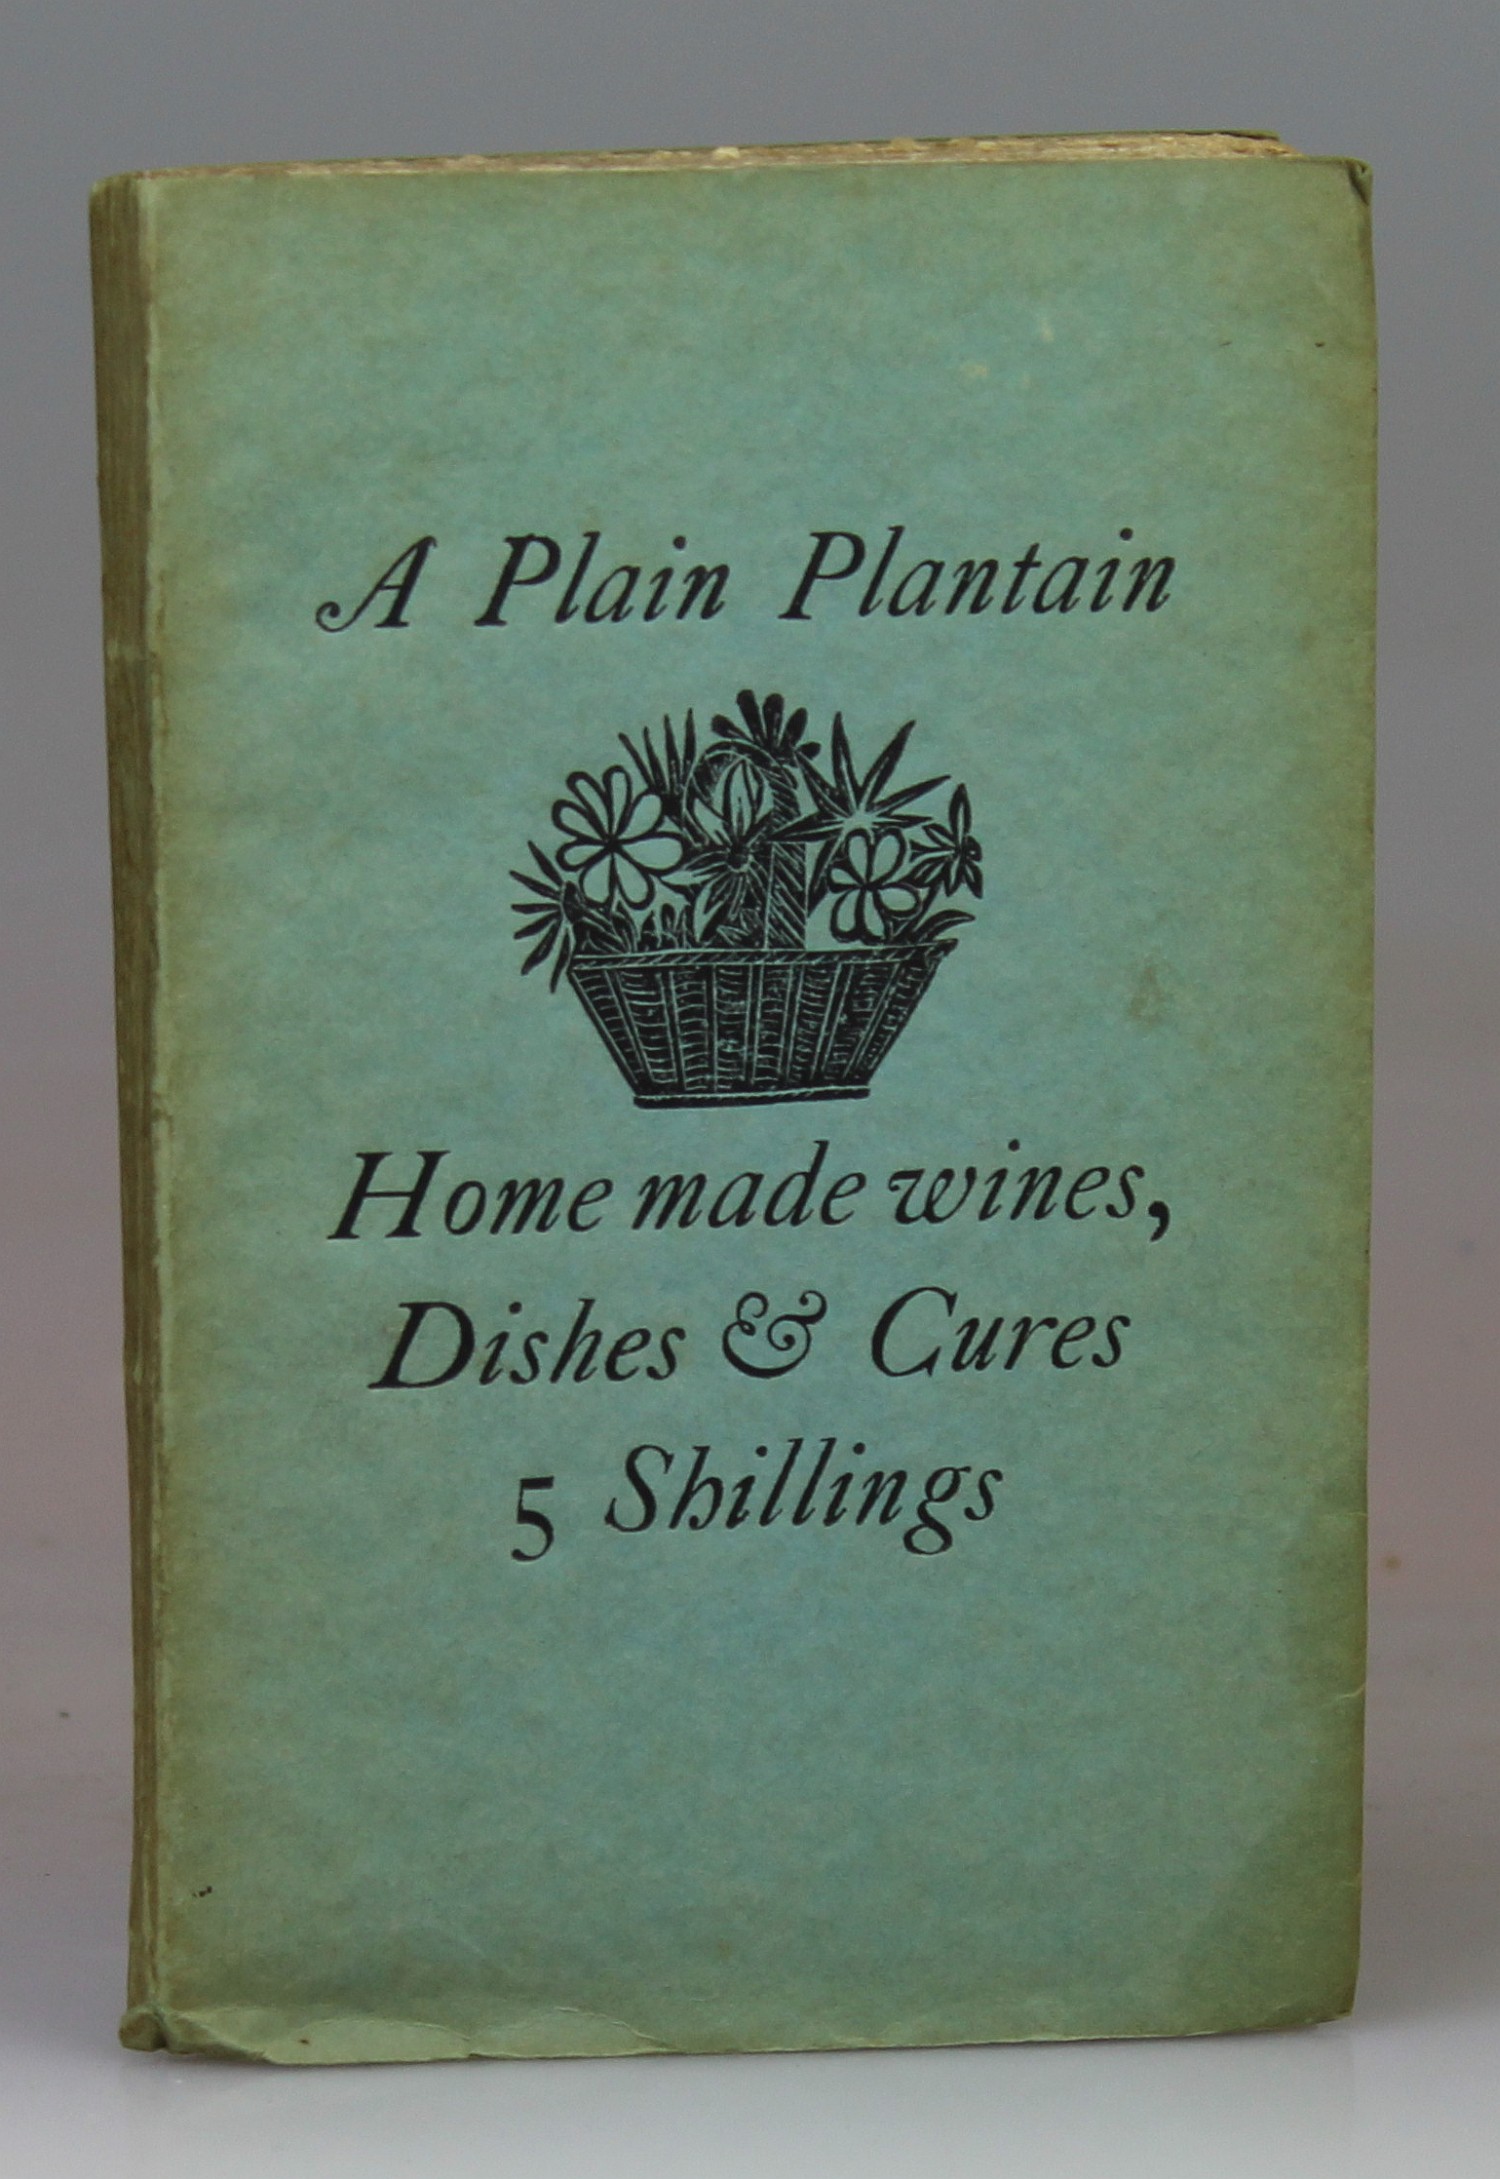 A Plain Plantain
Home made wines,
Dishes & Cures
5 Shillings